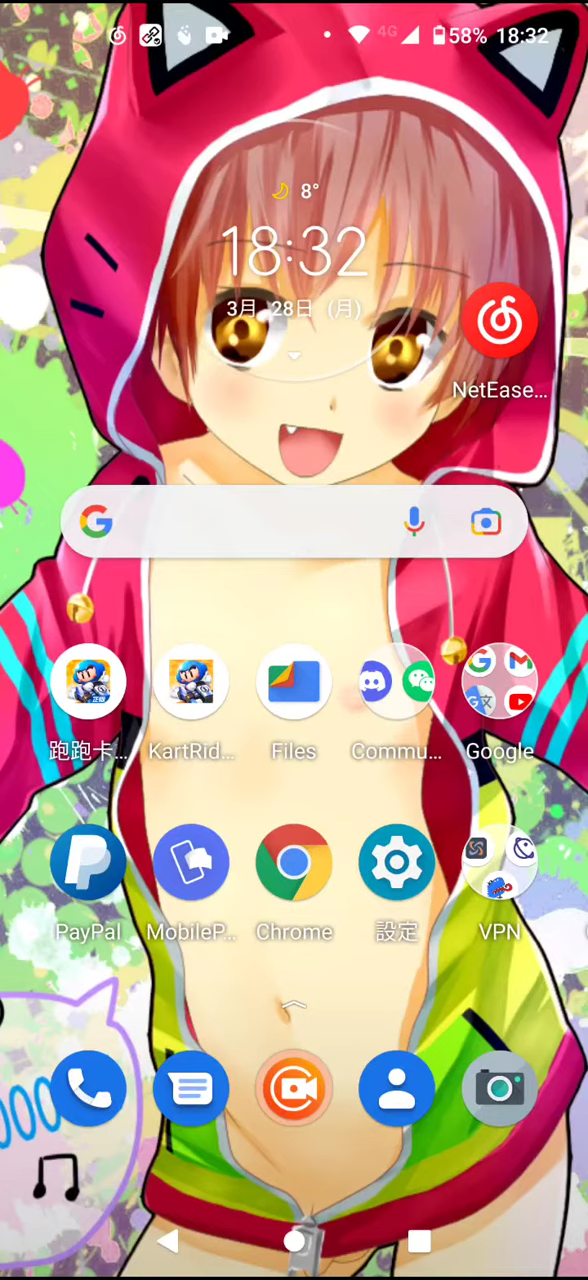 4G 58% 18:32
8°
18:32
3月 28日 (月)
NetEase…
跑跑卡… KartRid… Files Commu… Google
PayPal MobileP… Chrome 設定 VPN